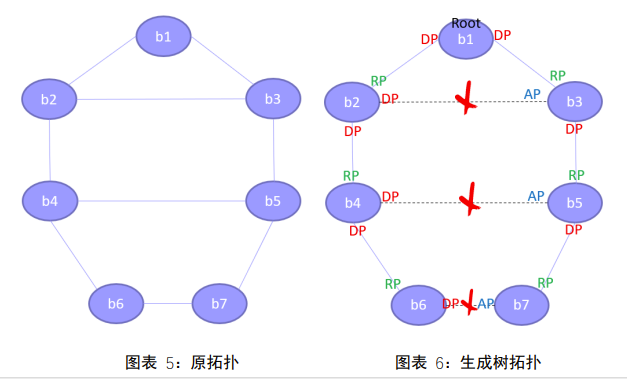 b1
b2
b3
b4
b5
b6
b7
图表 5：原拓扑
Root
DP b1 DP
RP
RP
b2 DP
AP b3
DP
DP
RP
RP
b4 DP
AP b5
DP
DP
RP
RP
b6 DP
AP b7
图表 6：生成树拓扑